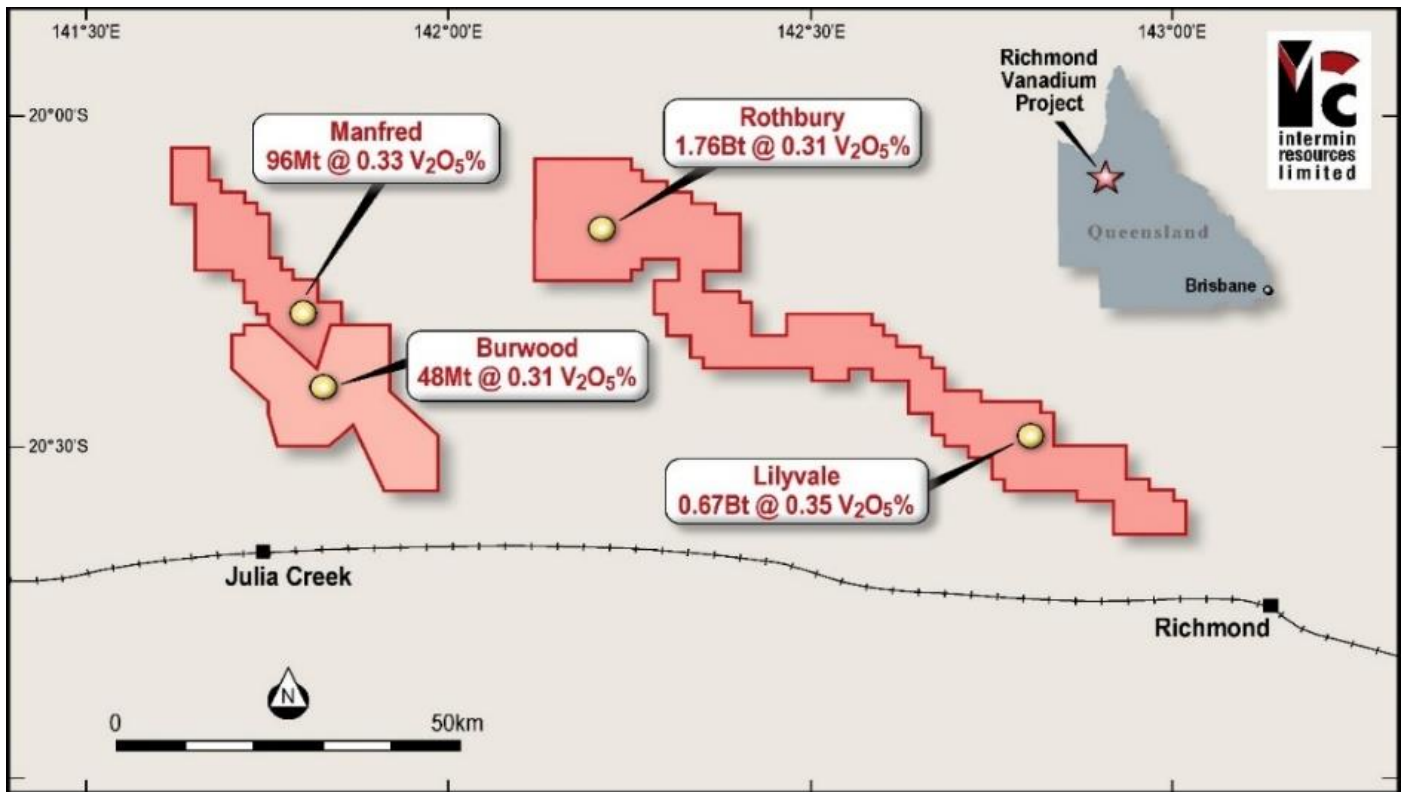 141°30'E
142°00'E
142°30'E
143°00'E
Richmond
Vanadium
Project
intermin
resources
limited
20°00'S
Manfred
96Mt @ 0.33 V₂O₅%
Rothbury
1.76Bt @ 0.31 V₂O₅%
Queensland
Brisbane
Burwood
48Mt @ 0.31 V₂O₅%
20°30'S
Lilyvale
0.67Bt @ 0.35 V₂O₅%
Julia Creek
Richmond
N
0
50km